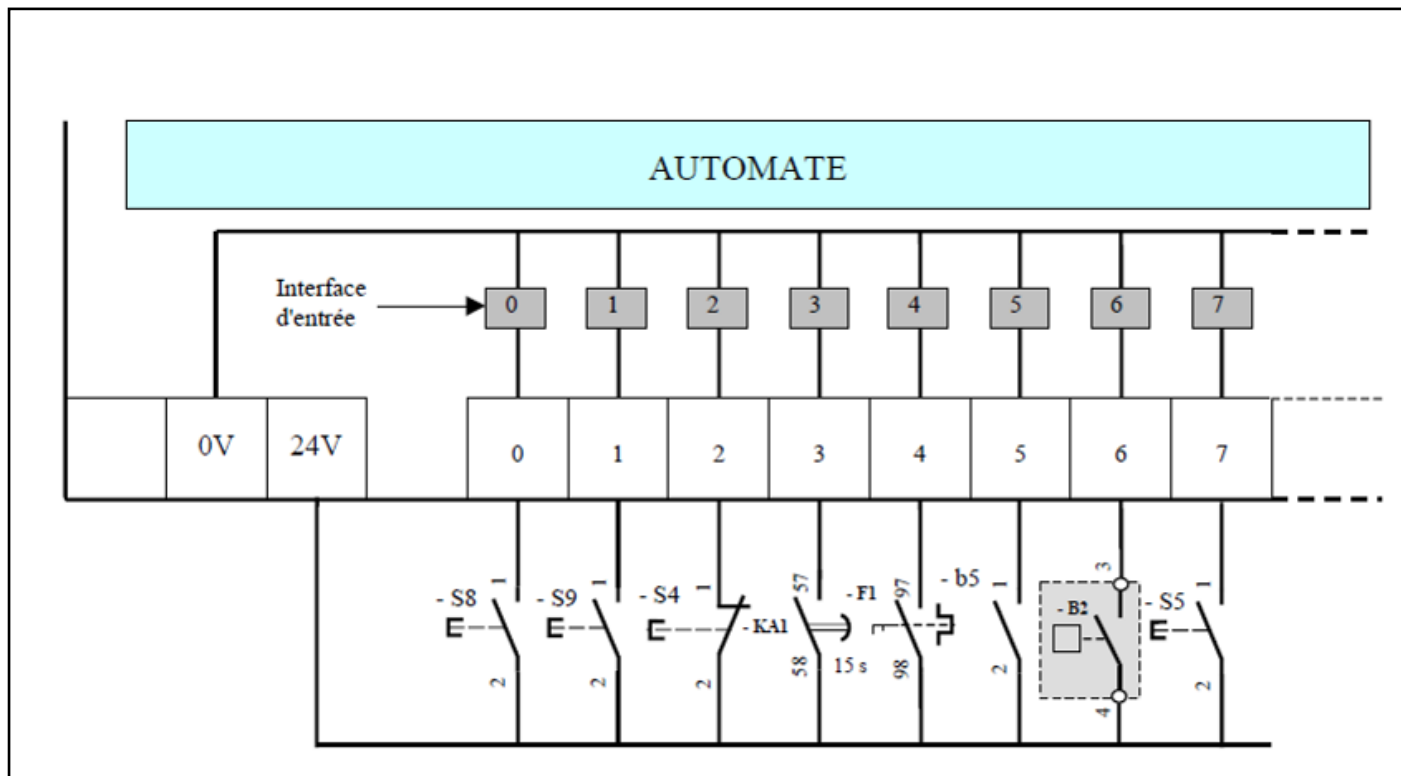 AUTOMATE
Interface
d'entrée
0 1 2 3 4 5 6 7
0V 24V 0 1 2 3 4 5 6 7
- S8 1 2
- S9 1 2
- S4 1 2
- KA1 57 58 15 s
- F1 97 98
- b5 1 2
- B2 3 4
- S5 1 2